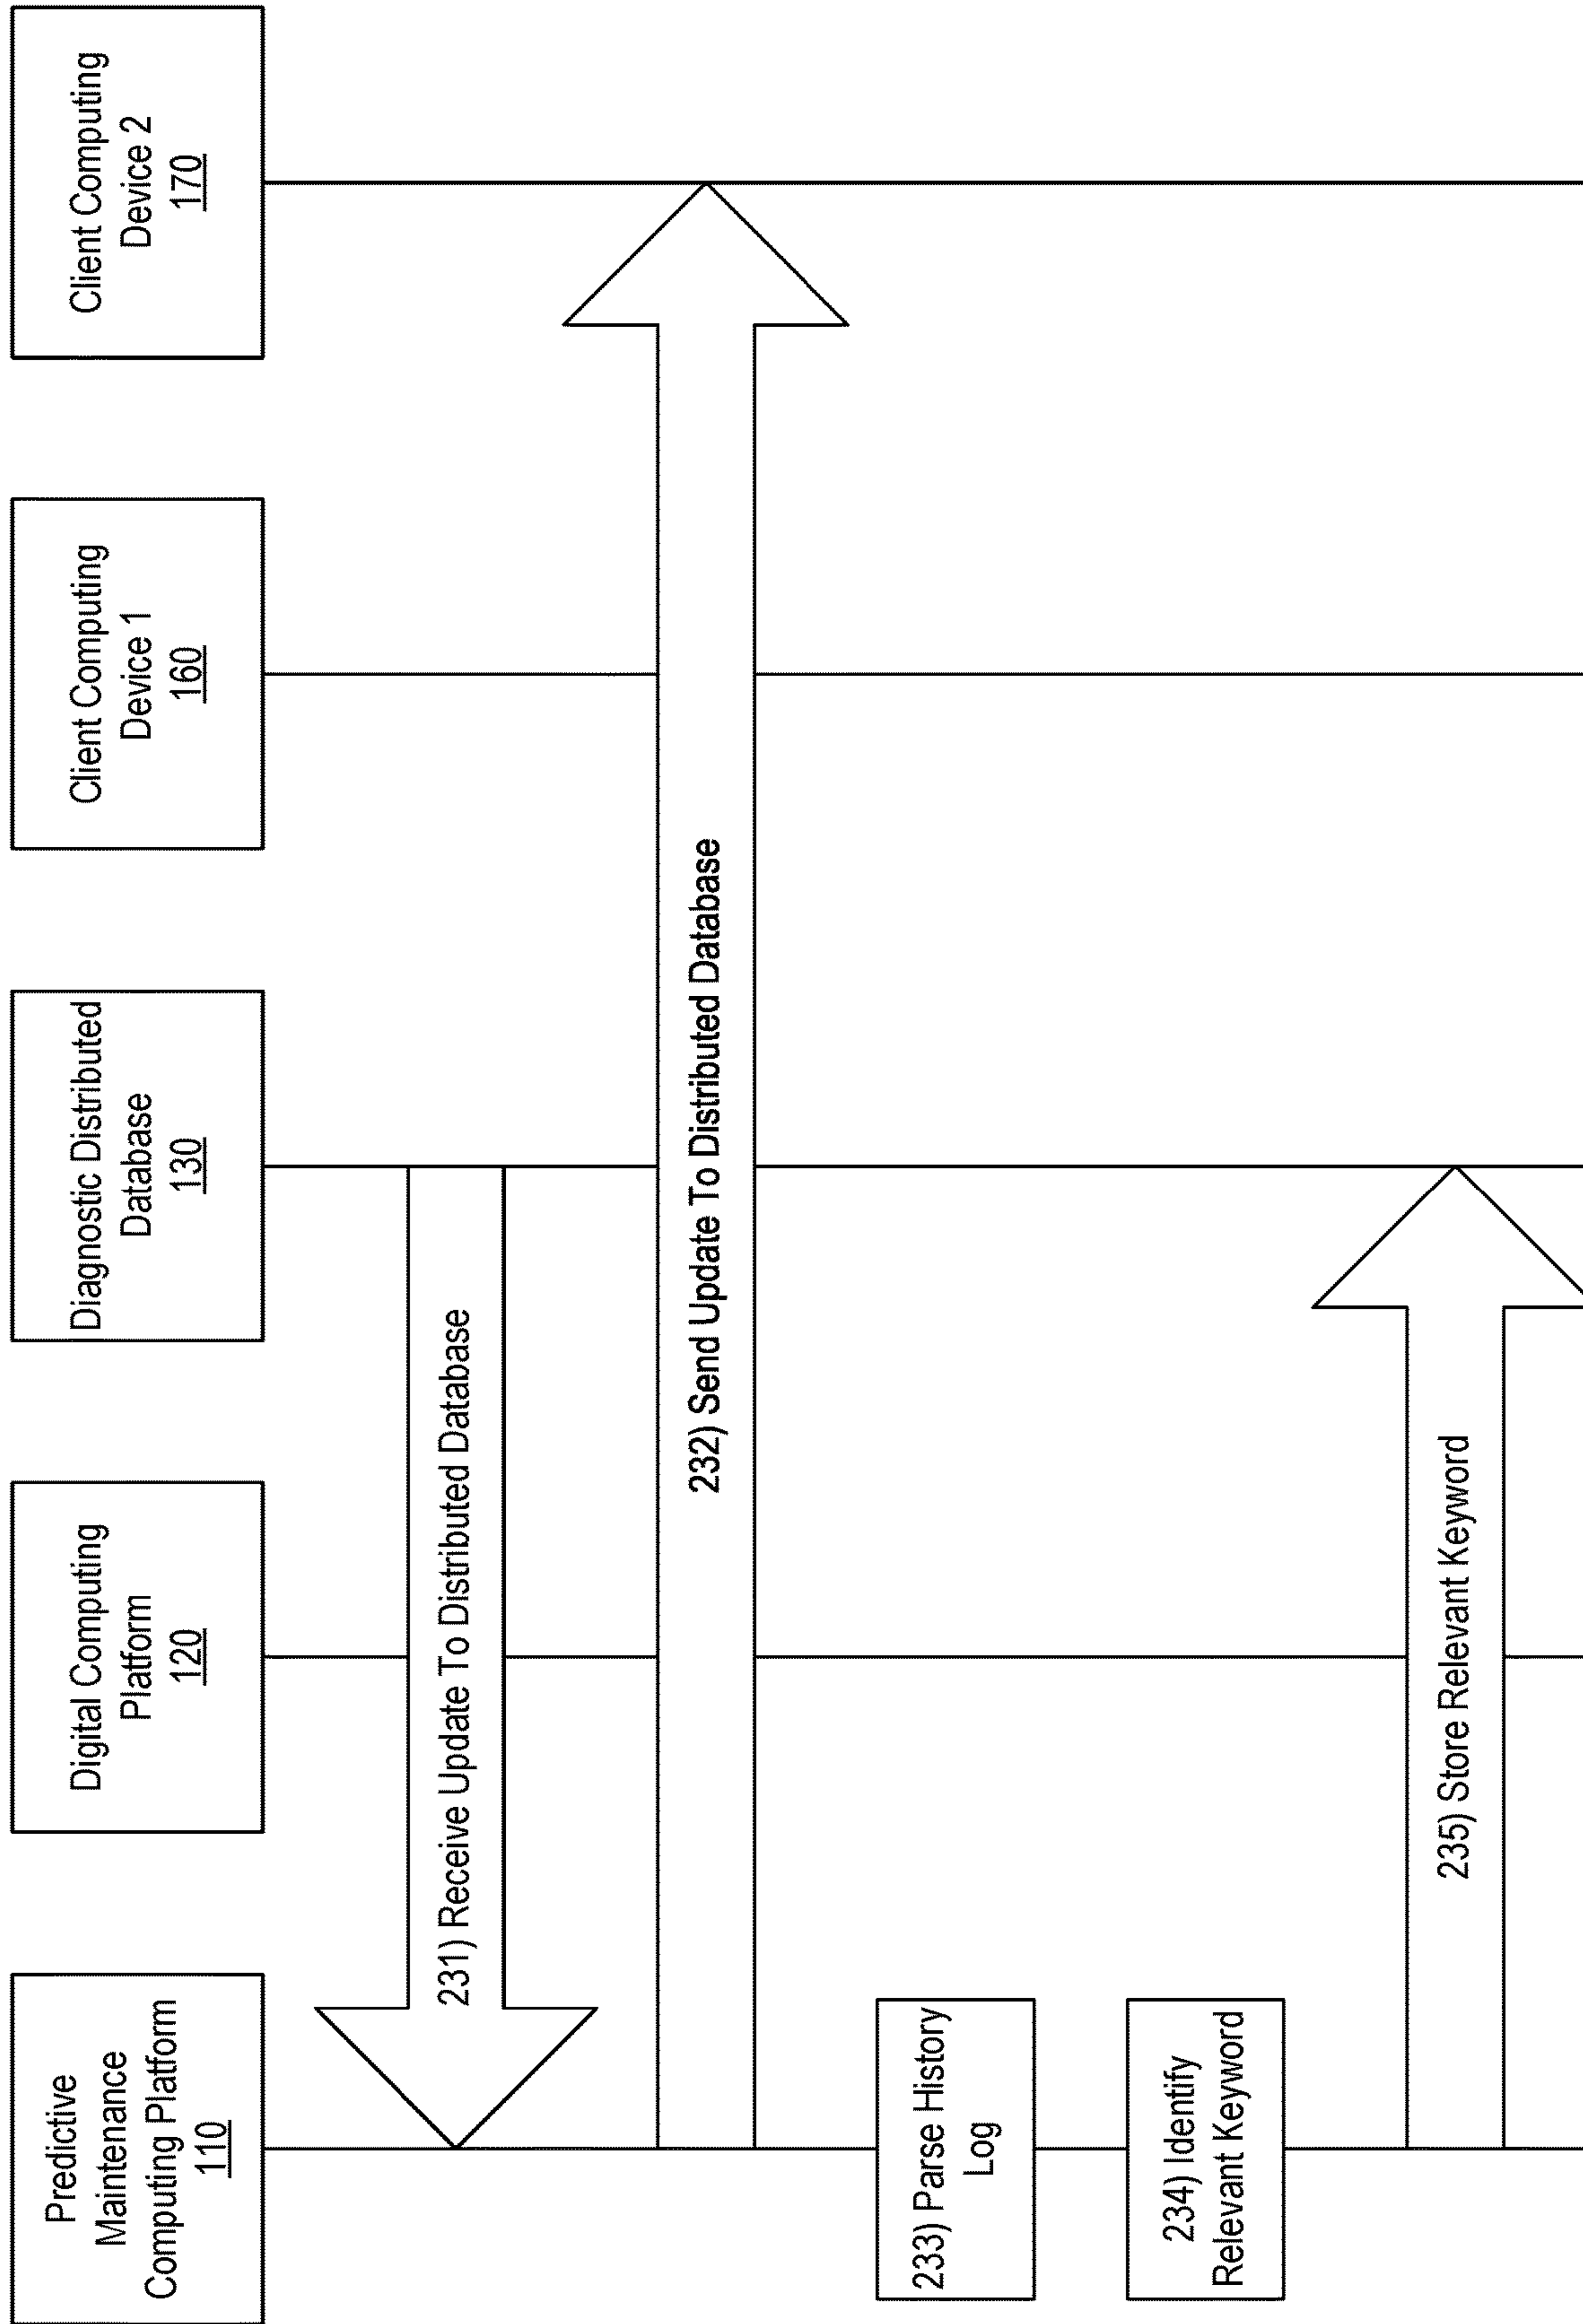 Predictive
Maintenance
Computing Platform
110
Digital Computing
Platform
120
Diagnostic Distributed
Database
130
Client Computing
Device 1
160
Client Computing
Device 2
170
231) Receive Update To Distributed Database
232) Send Update To Distributed Database
233) Parse History
Log
234) Identify
Relevant Keyword
235) Store Relevant Keyword